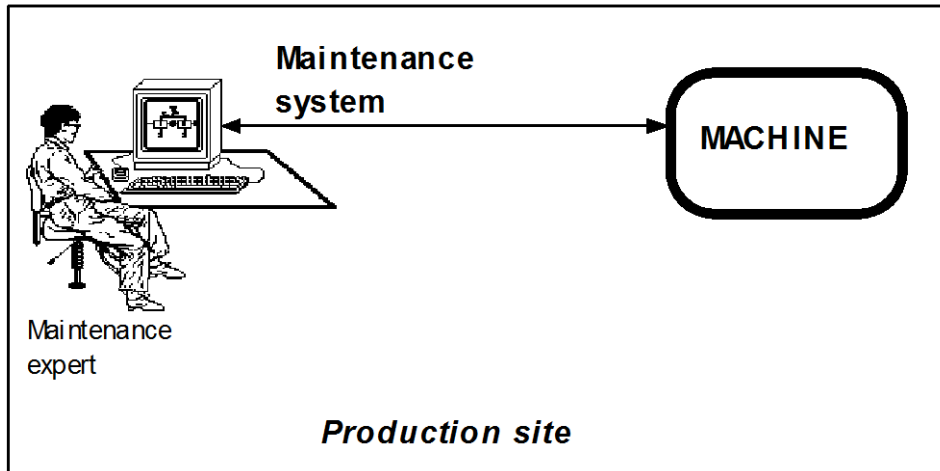 Maintenance
system
MACHINE
Maintenance
expert
Production site